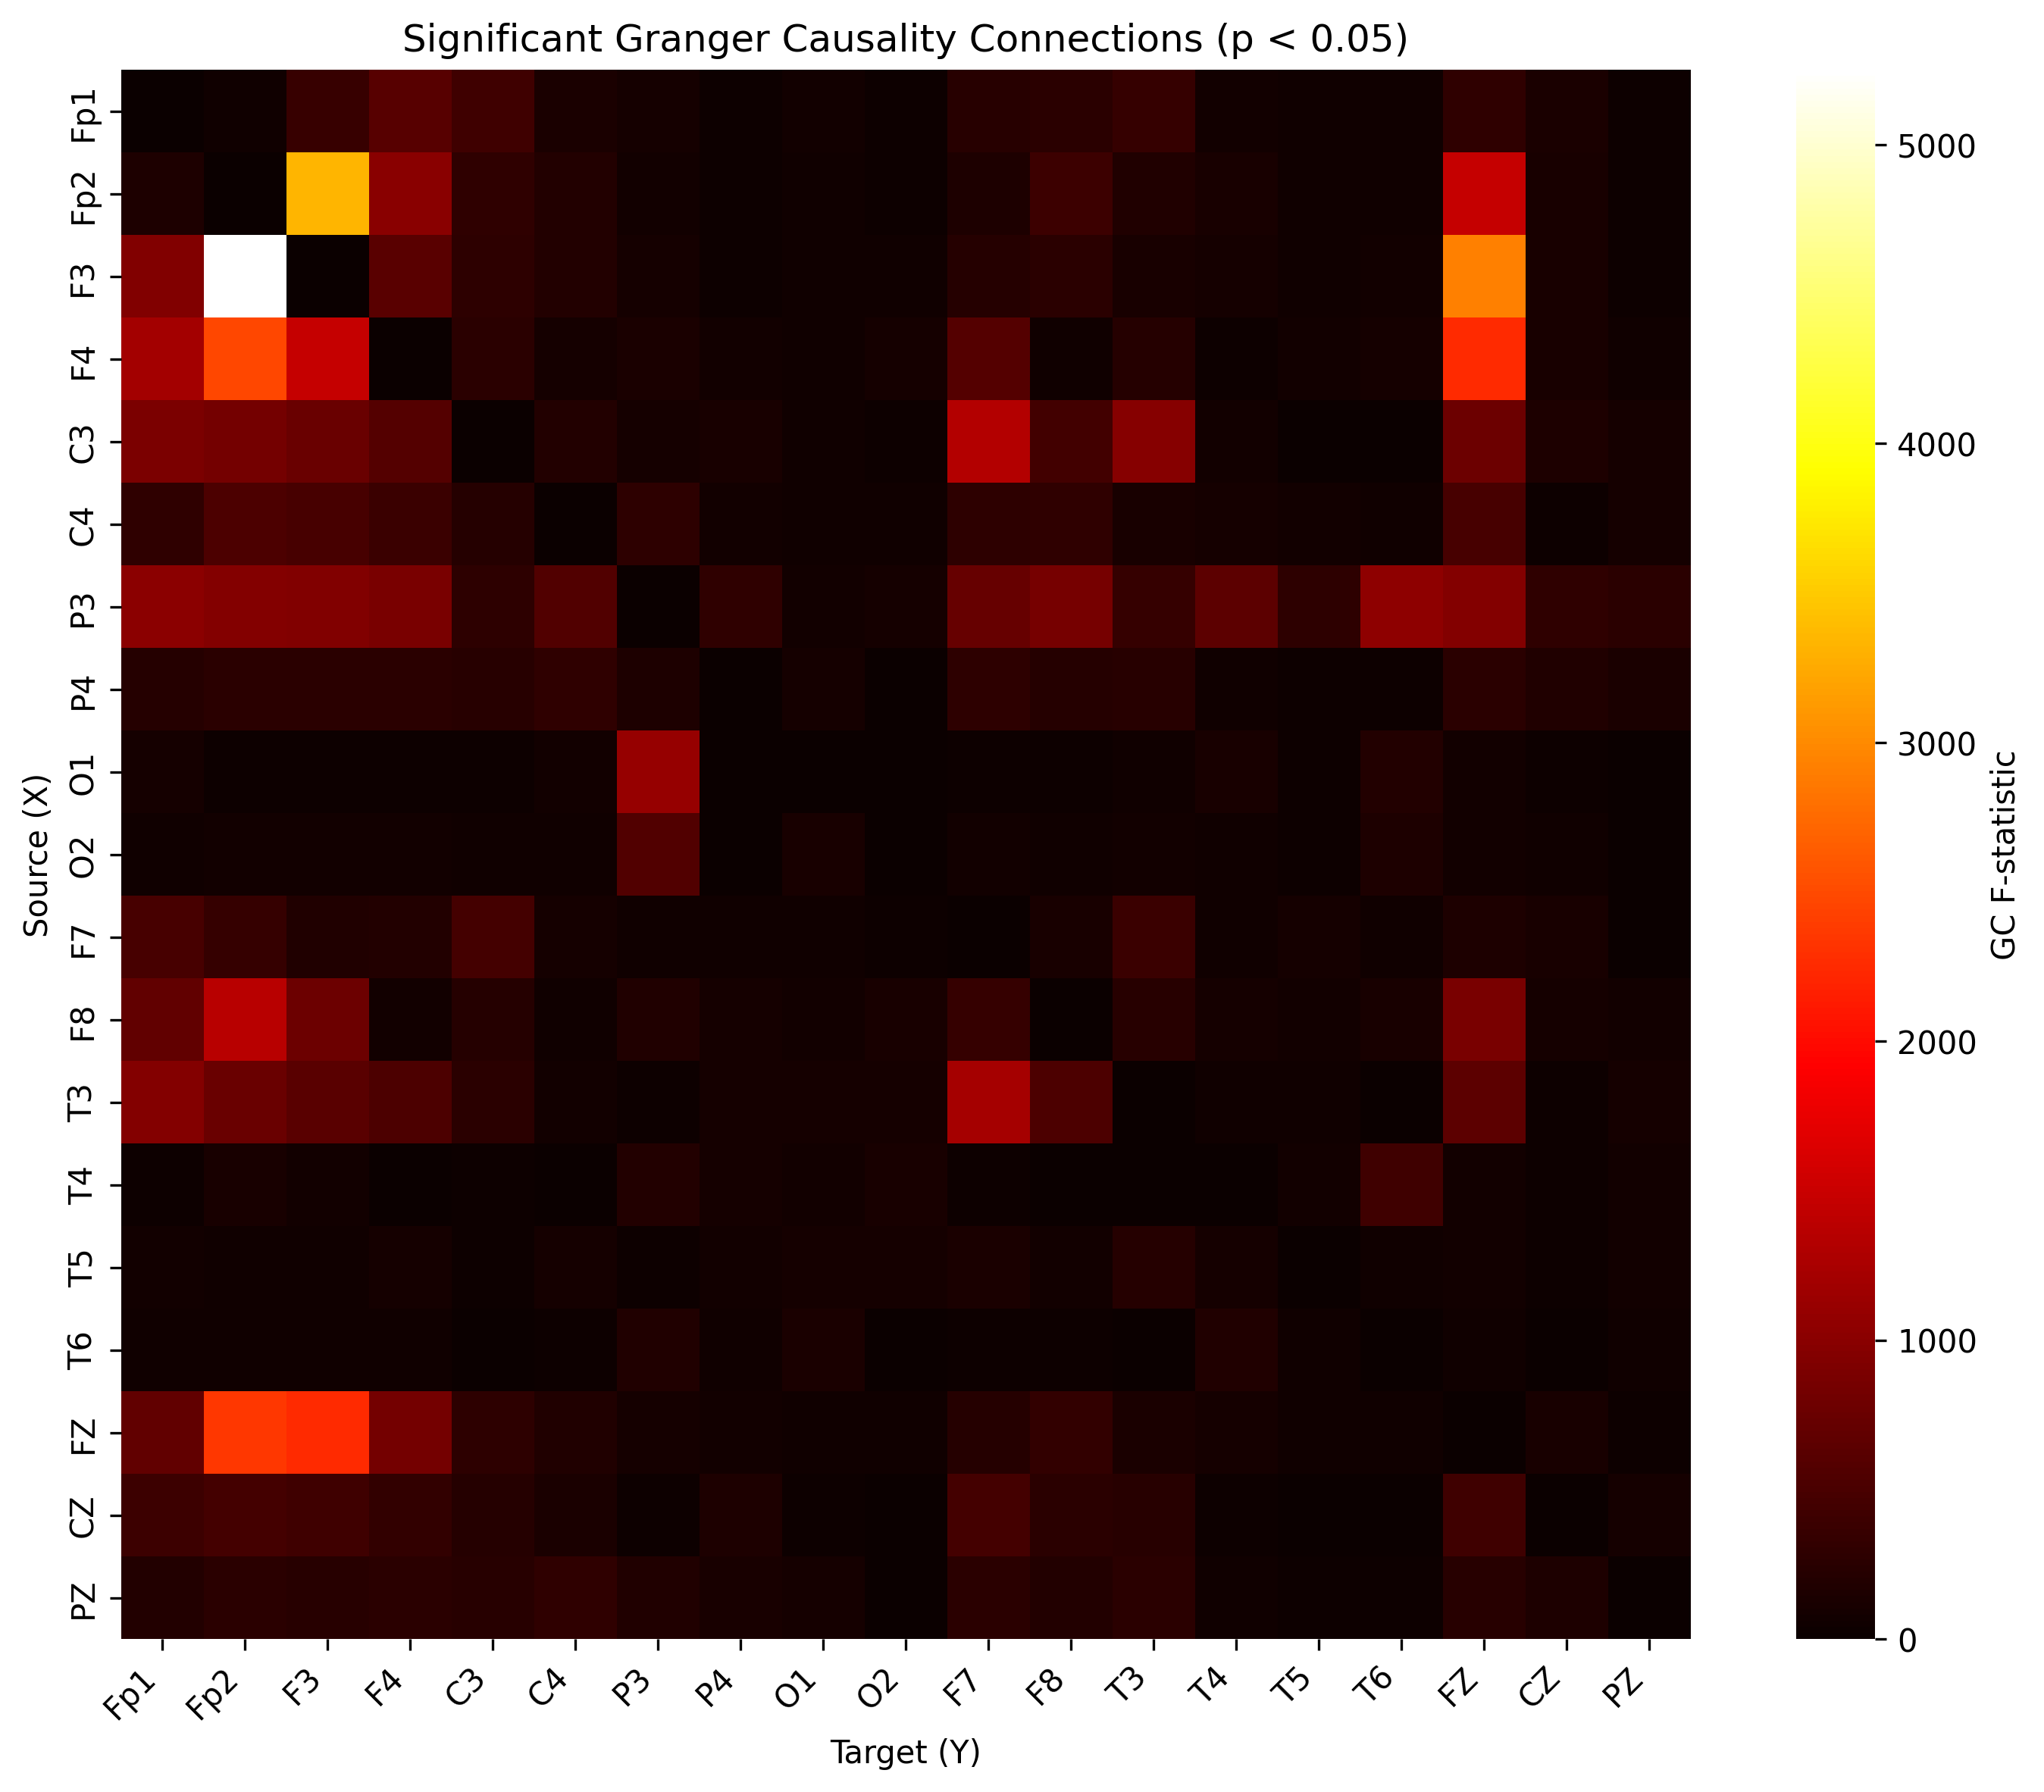 Significant Granger Causality Connections (p < 0.05)
Source (X)
Fp1
Fp2
F3
F4
C3
C4
P3
P4
O1
O2
F7
F8
T3
T4
T5
T6
FZ
CZ
PZ
Fp1 Fp2 F3 F4 C3 C4 P3 P4 O1 O2 F7 F8 T3 T4 T5 T6 FZ CZ PZ
Target (Y)
5000
4000
3000
2000
1000
0
GC F-statistic